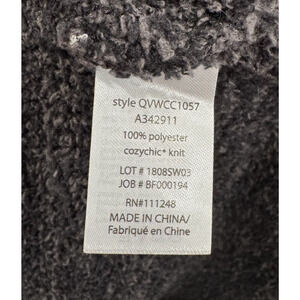 style QVWCC1057
A342911
100% polyester
cozychic* knit
LOT # 1808SW03
JOB # BF000194
RN#111248
MADE IN CHINA/
Fabriqué en Chine